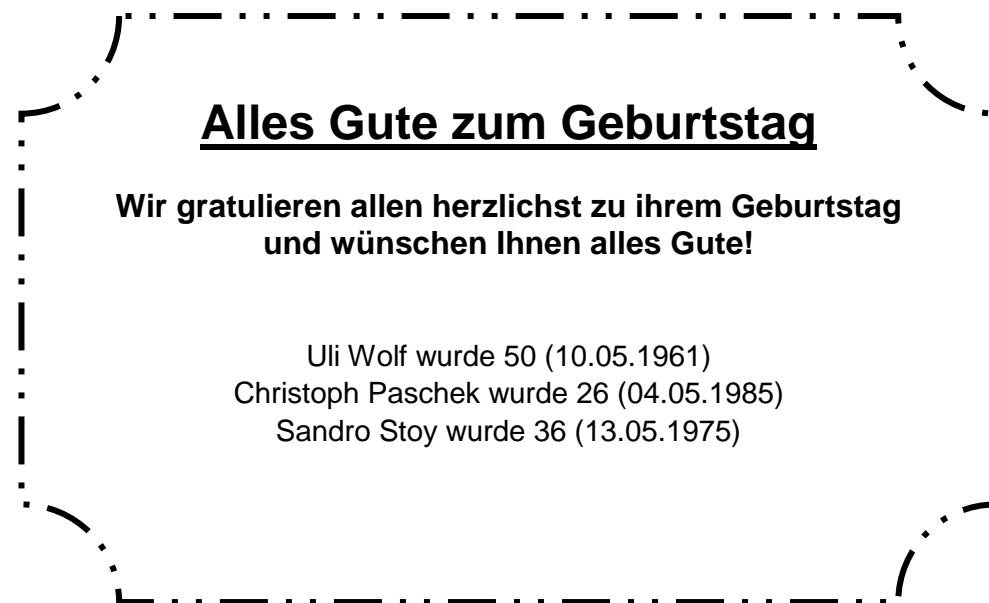 Alles Gute zum Geburtstag
Wir gratulieren allen herzlichst zu ihrem Geburtstag
und wünschen Ihnen alles Gute!
Uli Wolf wurde 50 (10.05.1961)
Christoph Paschek wurde 26 (04.05.1985)
Sandro Stoy wurde 36 (13.05.1975)